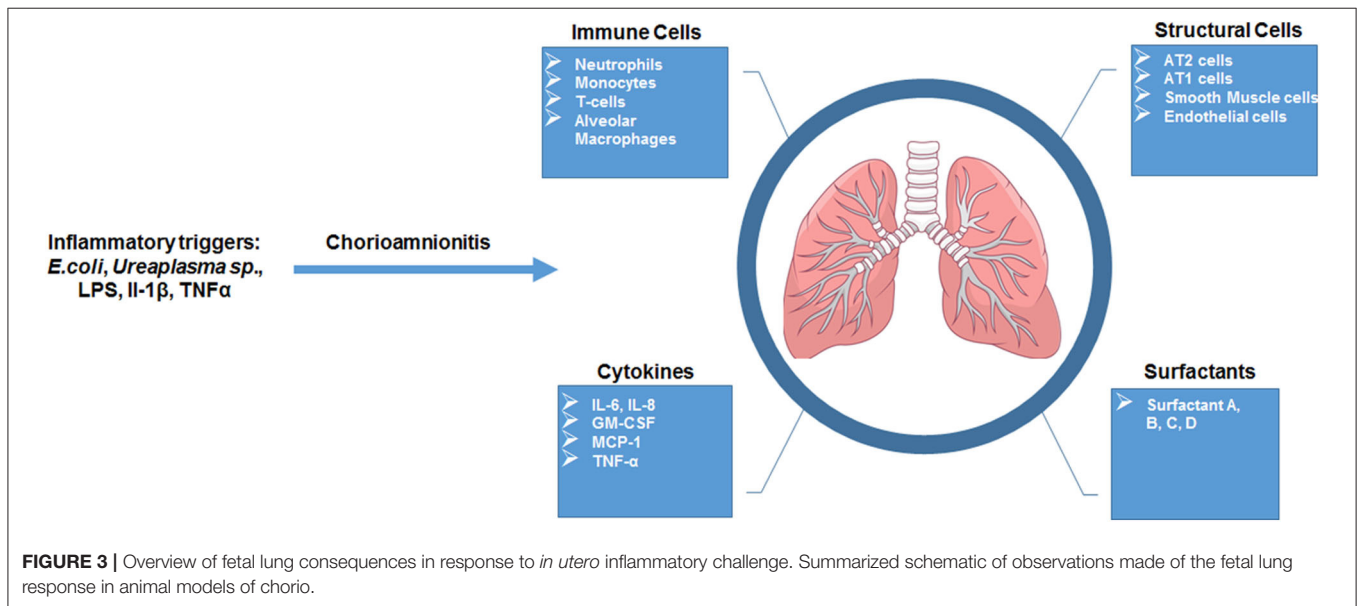 Immune Cells
Neutrophils
Monocytes
T-cells
Alveolar
Macrophages
Structural Cells
AT2 cells
AT1 cells
Smooth Muscle cells
Endothelial cells
Inflammatory triggers:
E.coli, Ureaplasma sp.,
LPS, Il-1β, TNFα
Chorioamnionitis
Cytokines
IL-6, IL-8
GM-CSF
MCP-1
TNF-α
Surfactants
Surfactant A,
B, C, D
FIGURE 3 | Overview of fetal lung consequences in response to in utero inflammatory challenge. Summarized schematic of observations made of the fetal lung
response in animal models of chorio.